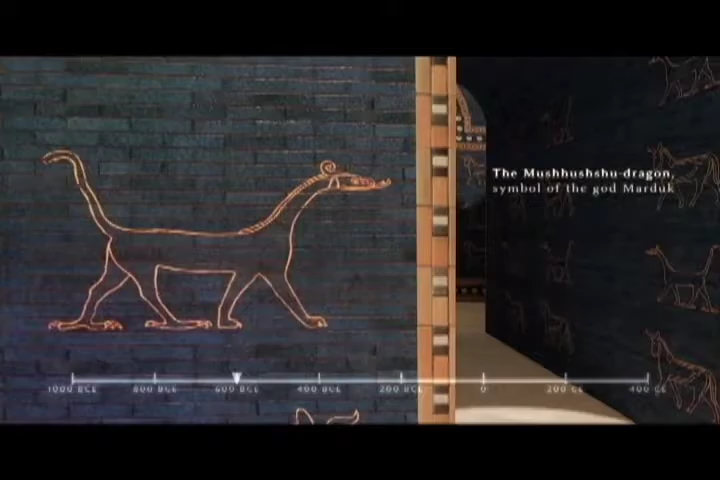 The Mushhushshu-dragon,
symbol of the god Marduk
1000 BCE 800 BCE 600 BCE 400 BCE 200 BCE 0 200 CE 400 CE